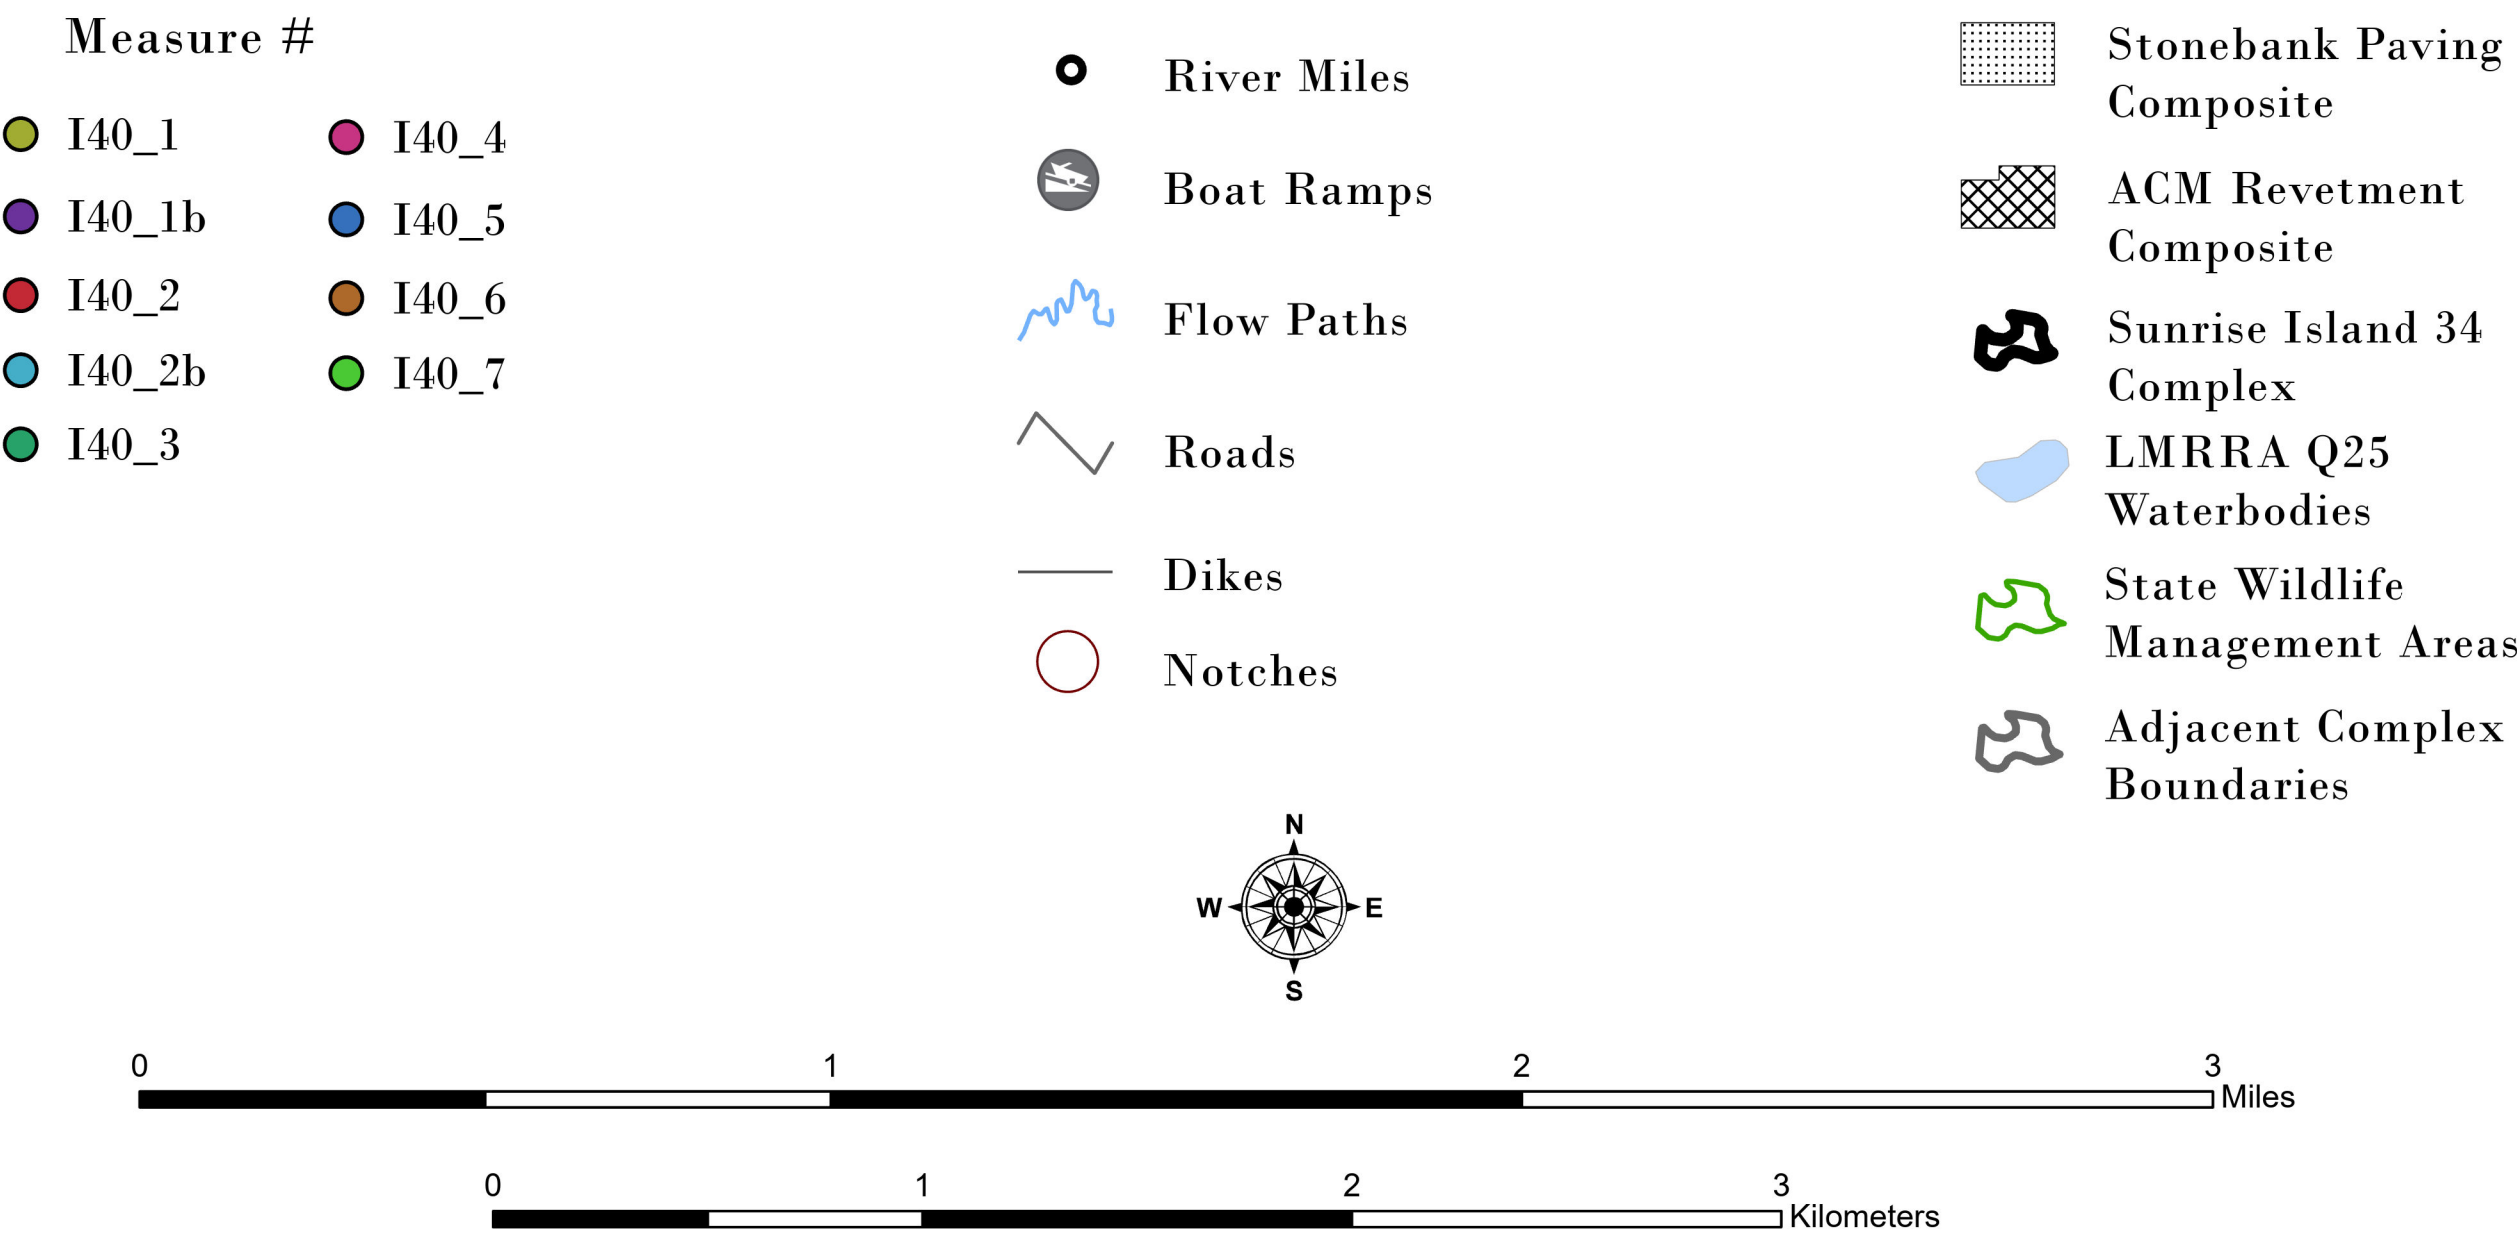 Measure #
I40_1
I40_1b
I40_2
I40_2b
I40_3
I40_4
I40_5
I40_6
I40_7
River Miles
Boat Ramps
Flow Paths
Roads
Dikes
Notches
Stonebank Paving
Composite
ACM Revetment
Composite
Sunrise Island 34
Complex
LMRRA Q25
Waterbodies
State Wildlife
Management Areas
Adjacent Complex
Boundaries
N
W E
S
0 1 2 3
Miles
0 1 2 3
Kilometers